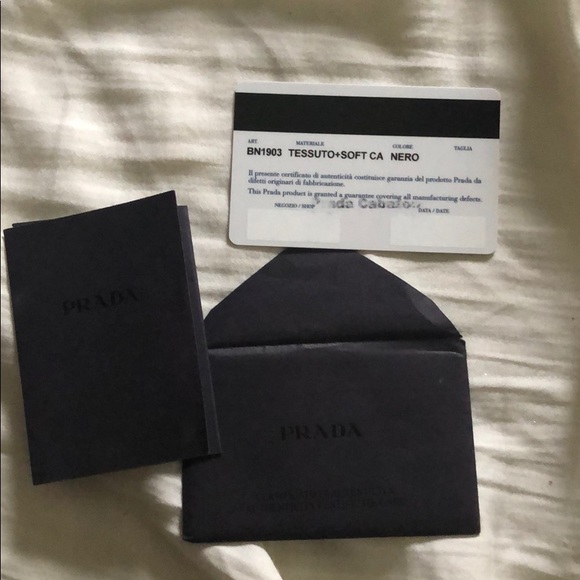 ART. MATERIALE COLORE TAGLIA
BN1903 TESSUTO+SOFT CA NERO
Il presente certificato di autenticità costituisce garanzia del prodotto Prada da
difetti originari di fabbricazione.
This Prada product is granted a guarantee covering all manufacturing defects.
NEGOZIO / SHOP DATA / DATE
PRADA
PRADA